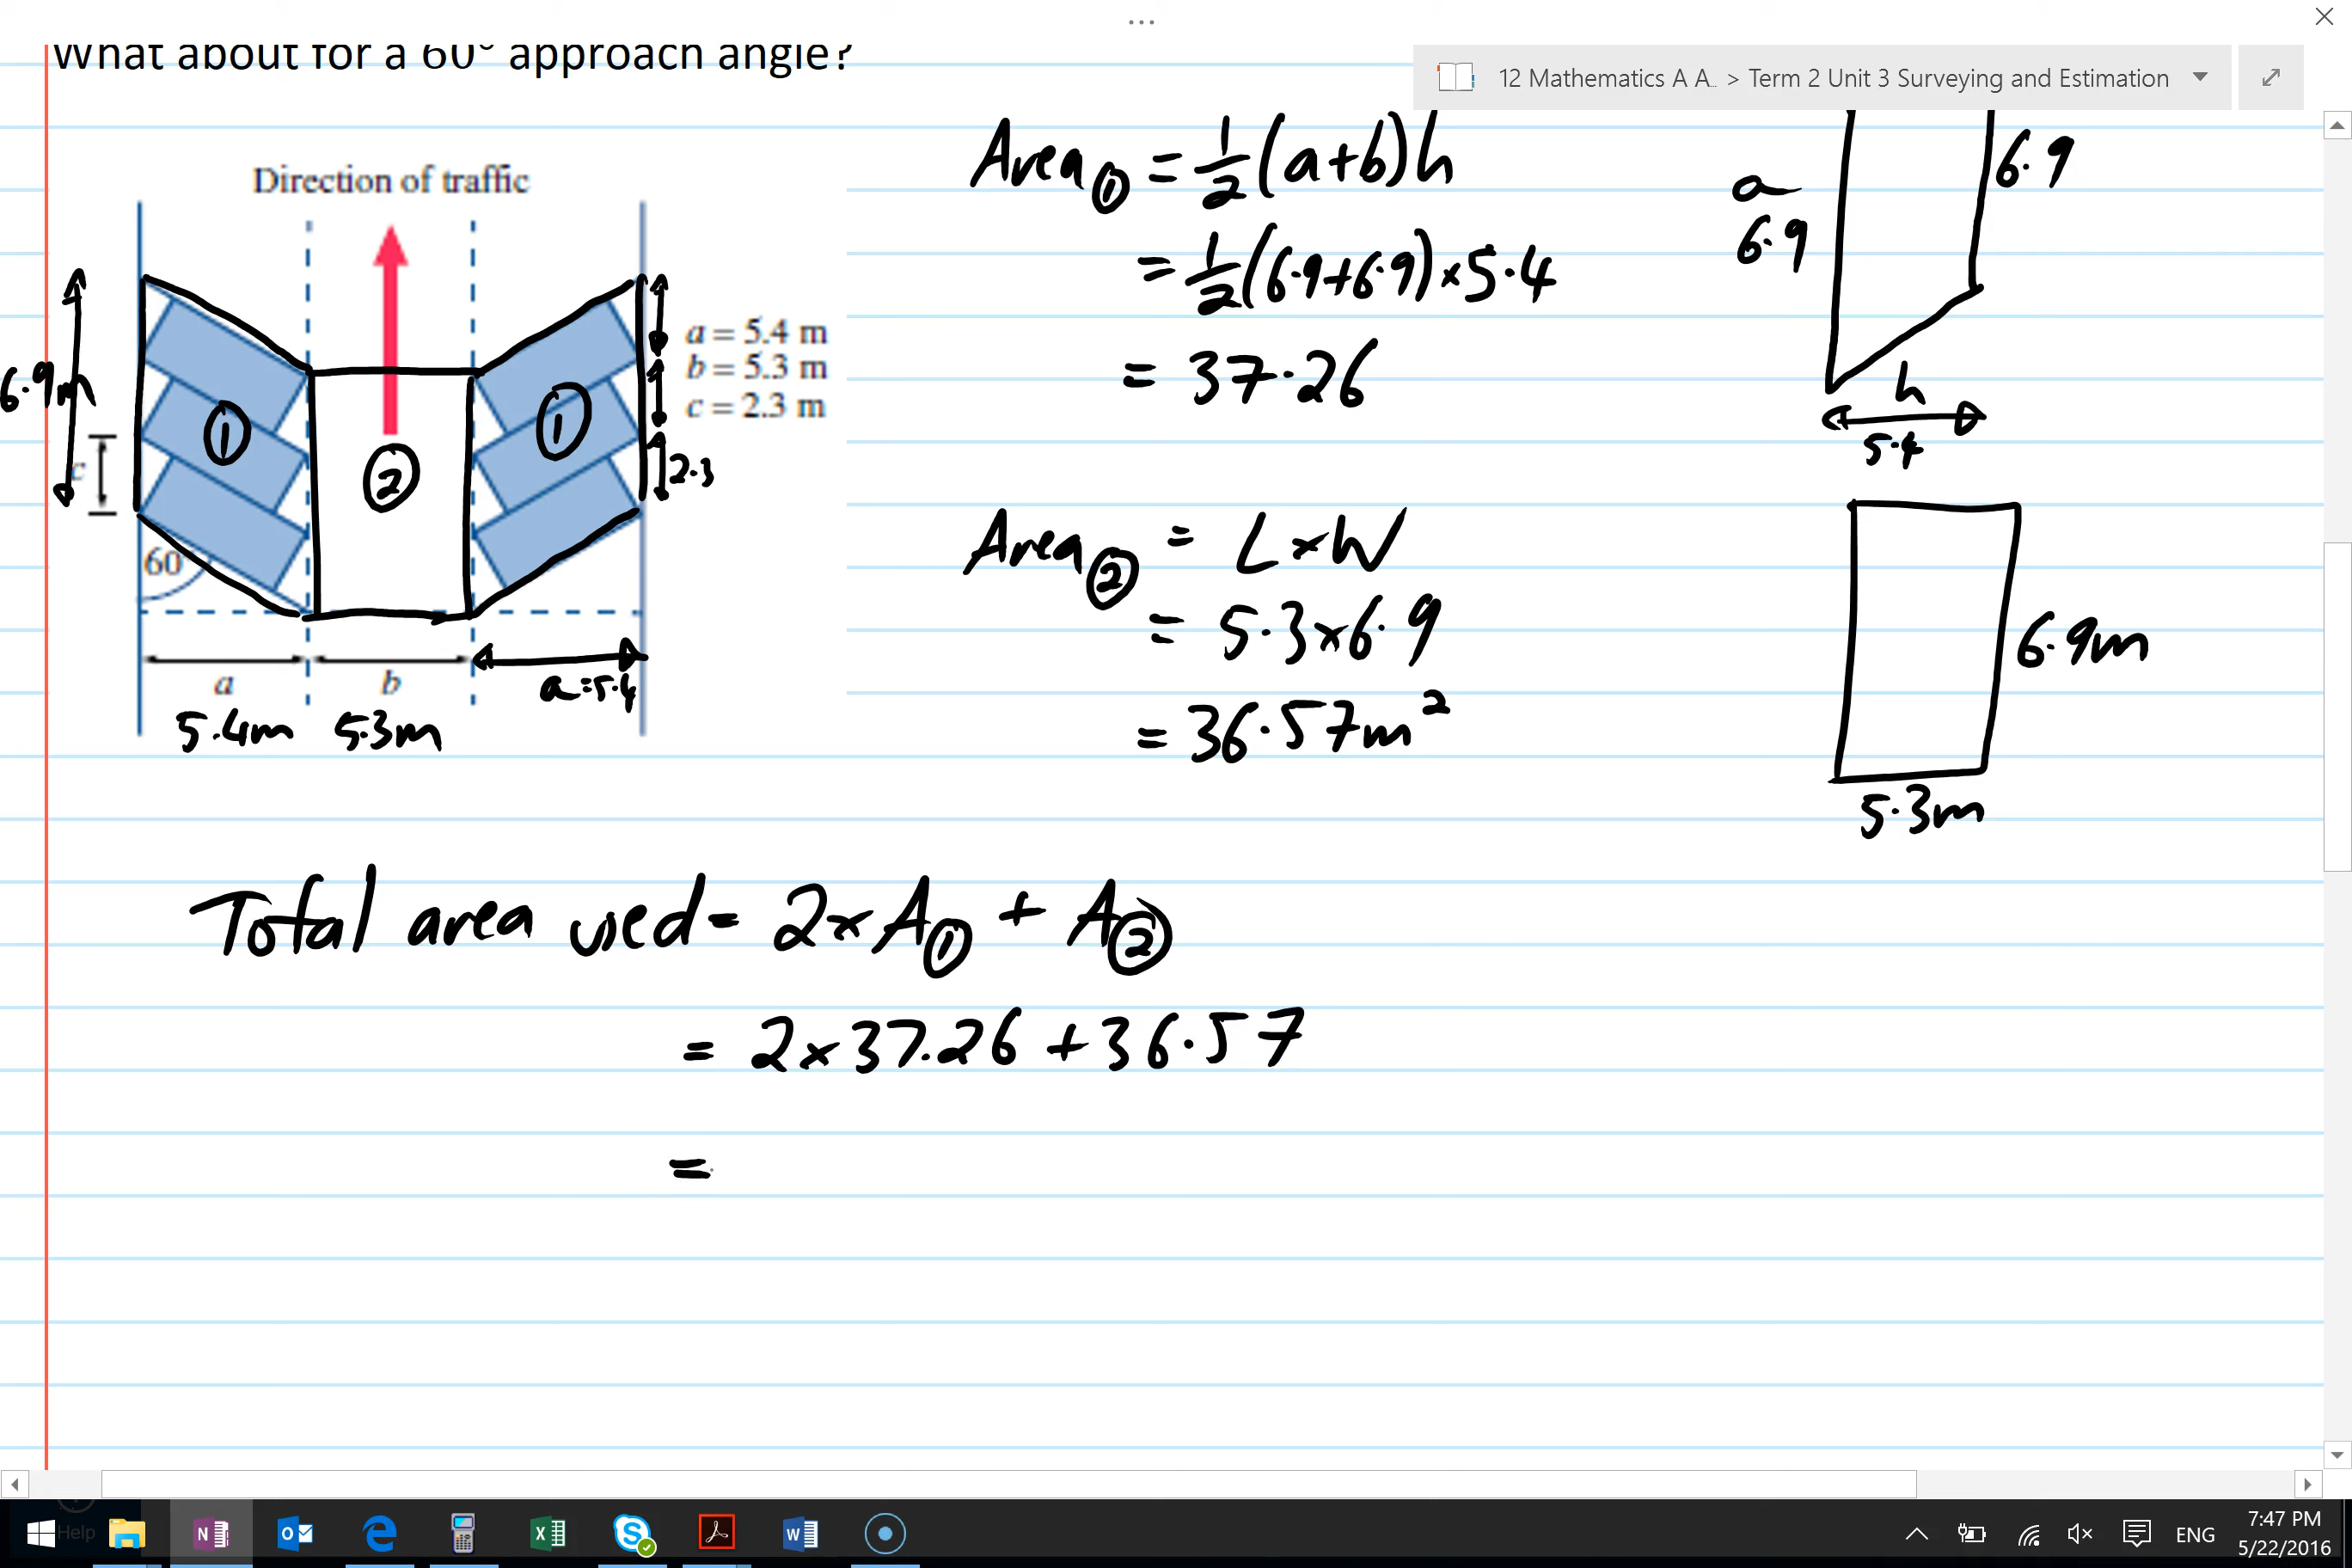 What about for a 60° approach angle?
12 Mathematics A A... > Term 2 Unit 3 Surveying and Estimation
Direction of traffic
6.9m
c
60
1
2
1
a = 5.4 m
b = 5.3 m
c = 2.3 m
2.3
a
b
a=5.4
5.4m
5.3m
Area① = ½(a+b)h
= ½(6.9+6.9)×5.4
= 37.26
a
6.9
6.9
h
5.4
Area② = L×W
= 5.3×6.9
= 36.57m²
6.9m
5.3m
Total area used = 2×A① + A②
= 2×37.26 + 36.57
=
Help
ENG
7:47 PM
5/22/2016